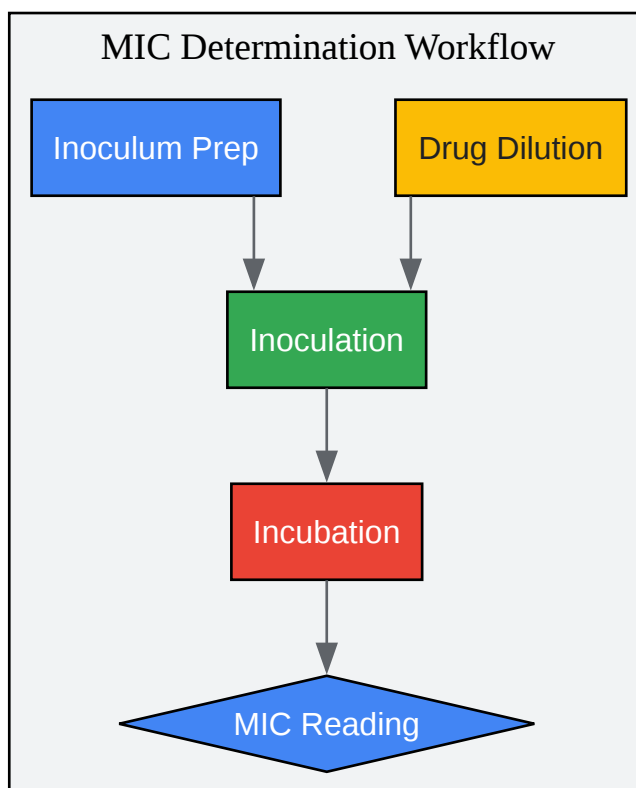 MIC Determination Workflow
Inoculum Prep
Drug Dilution
Inoculation
Incubation
MIC Reading